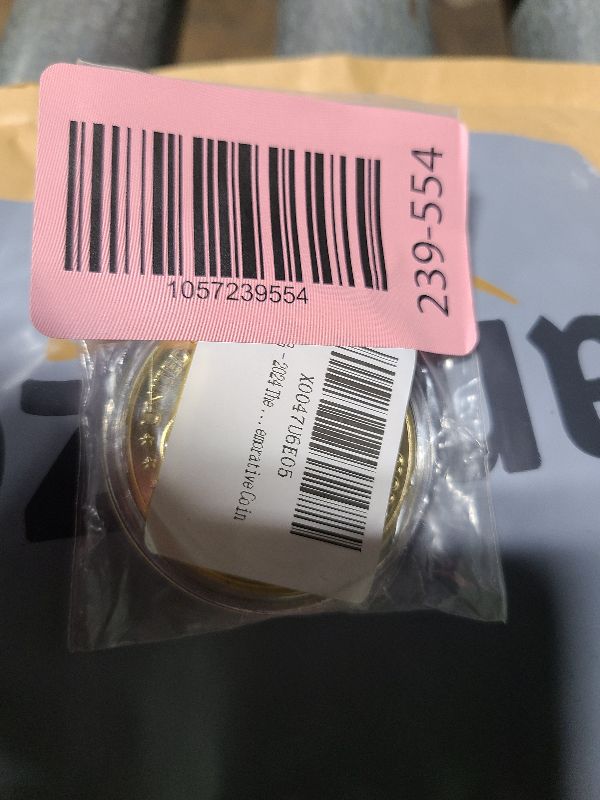 1057239554
239-554
X0047U6E05
- 2024 The ... emorative Coin